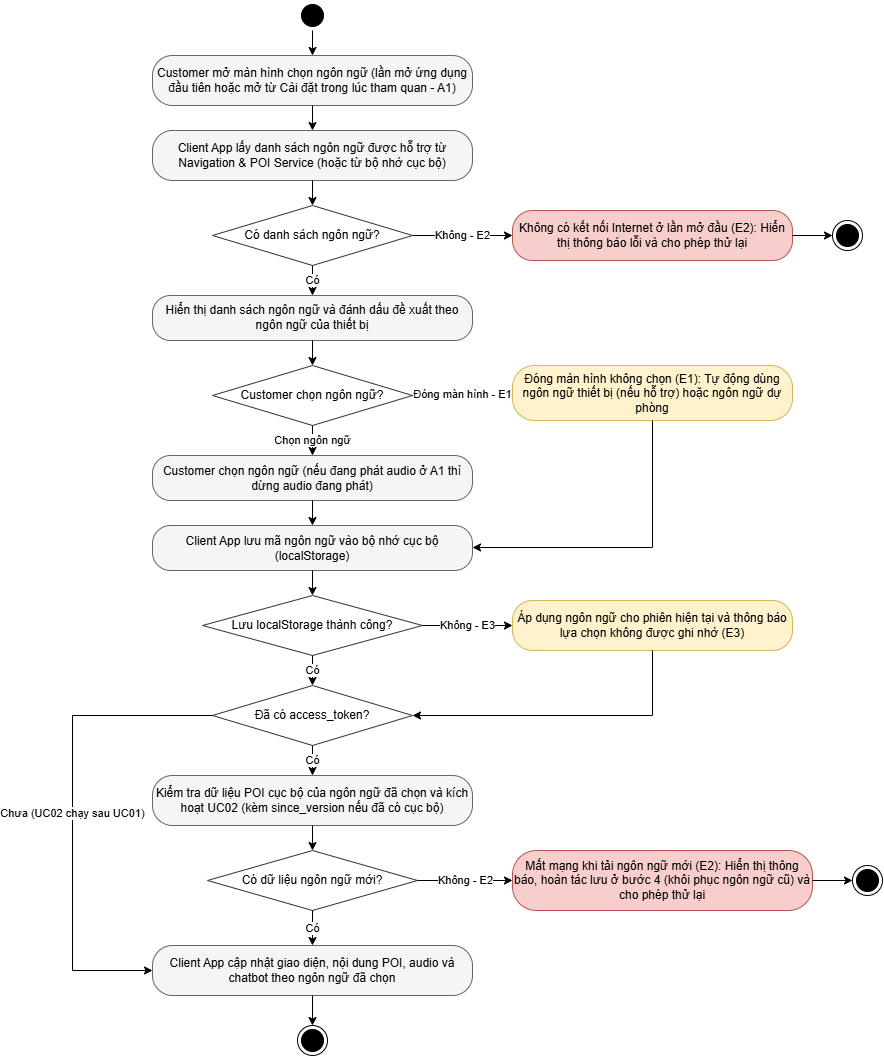 Customer mở màn hình chọn ngôn ngữ (lần mở ứng dụng
đầu tiên hoặc mở từ Cài đặt trong lúc tham quan - A1)
Client App lấy danh sách ngôn ngữ được hỗ trợ từ
Navigation & POI Service (hoặc từ bộ nhớ cục bộ)
Có danh sách ngôn ngữ?
Không - E2
Không có kết nối Internet ở lần mở đầu (E2): Hiển
thị thông báo lỗi và cho phép thử lại
Có
Hiển thị danh sách ngôn ngữ và đánh dấu đề xuất theo
ngôn ngữ của thiết bị
Customer chọn ngôn ngữ?
Đóng màn hình - E1
Đóng màn hình không chọn (E1): Tự động dùng
ngôn ngữ thiết bị (nếu hỗ trợ) hoặc ngôn ngữ dự
phòng
Chọn ngôn ngữ
Customer chọn ngôn ngữ (nếu đang phát audio ở A1 thì
dừng audio đang phát)
Client App lưu mã ngôn ngữ vào bộ nhớ cục bộ
(localStorage)
Lưu localStorage thành công?
Không - E3
Áp dụng ngôn ngữ cho phiên hiện tại và thông báo
lựa chọn không được ghi nhớ (E3)
Có
Đã có access_token?
Có
Kiểm tra dữ liệu POI cục bộ của ngôn ngữ đã chọn và kích
hoạt UC02 (kèm since_version nếu đã có cục bộ)
Chưa (UC02 chạy sau UC01)
Có dữ liệu ngôn ngữ mới?
Không - E2
Mất mạng khi tải ngôn ngữ mới (E2): Hiển thị thông
báo, hoàn tác lưu ở bước 4 (khôi phục ngôn ngữ cũ) và
cho phép thử lại
Có
Client App cập nhật giao diện, nội dung POI, audio và
chatbot theo ngôn ngữ đã chọn